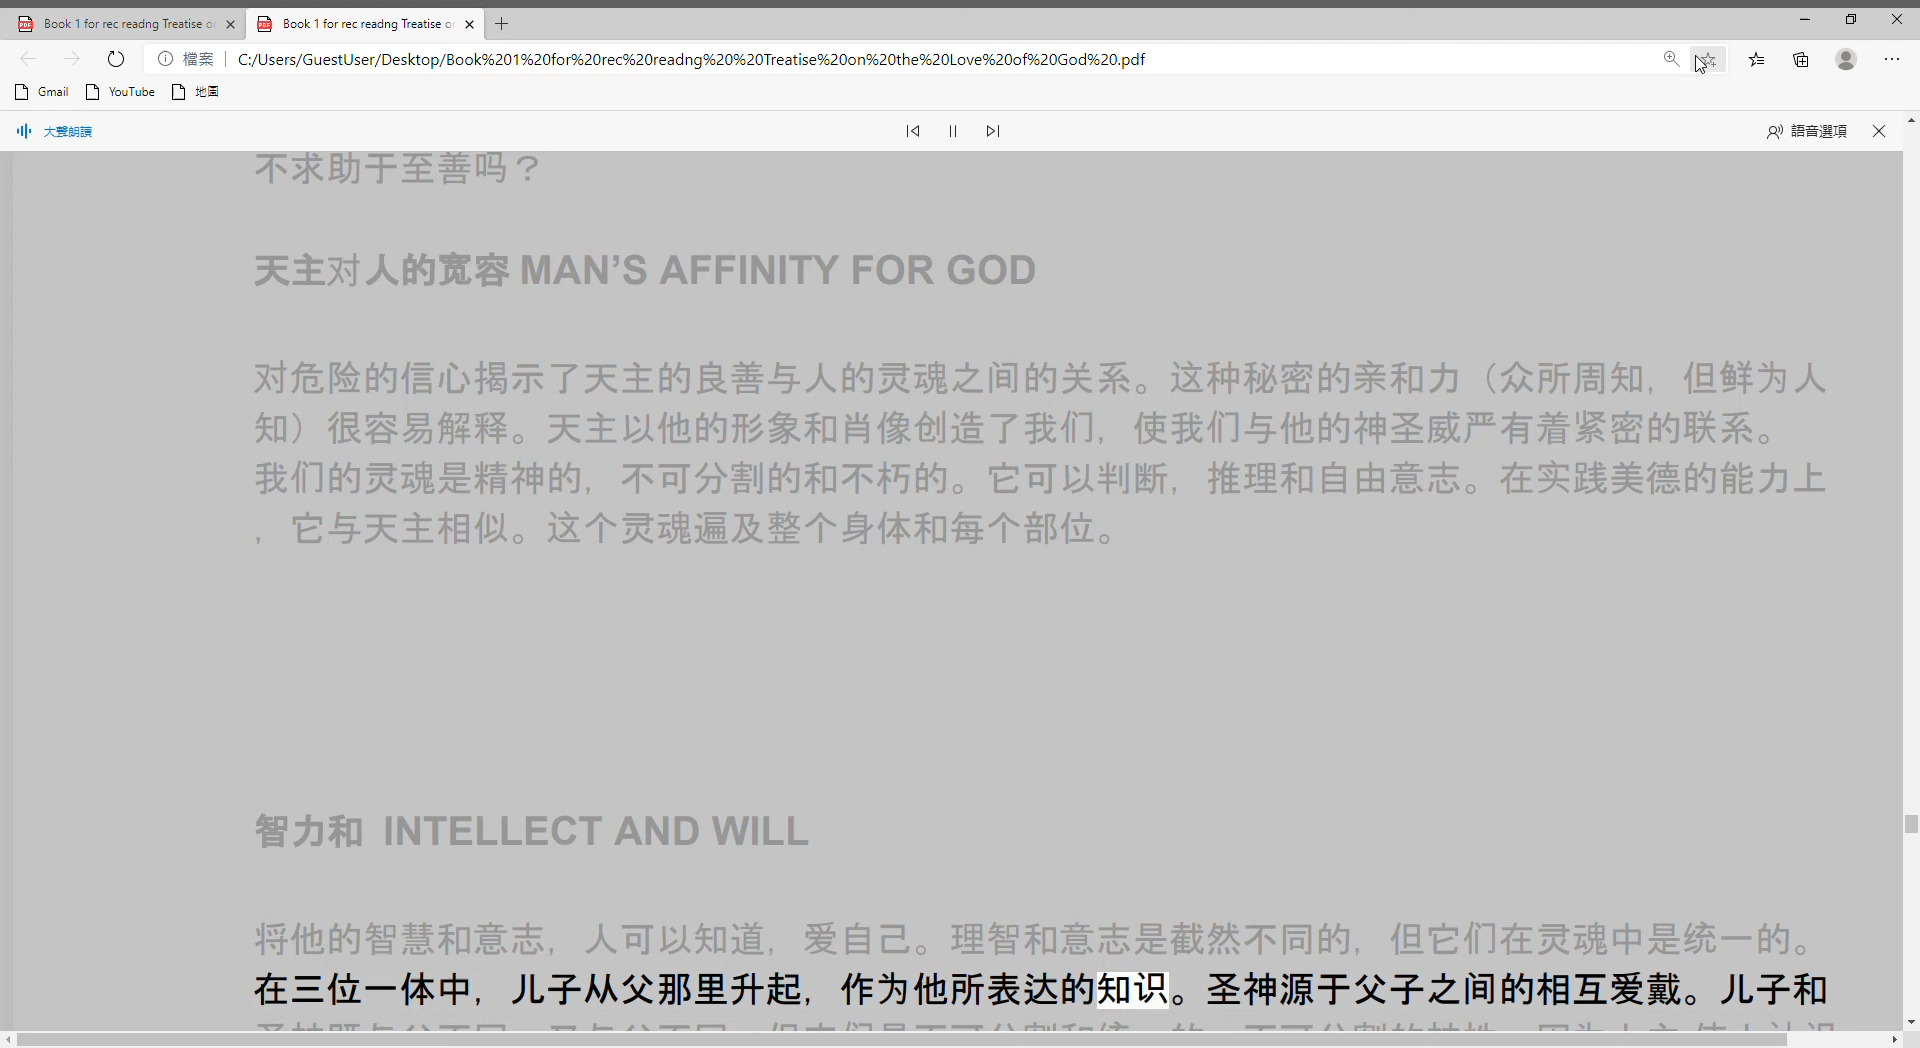 Book 1 for rec readng Treatise o
Book 1 for rec readng Treatise o
檔案
C:/Users/GuestUser/Desktop/Book%201%20for%20rec%20readng%20%20Treatise%20on%20the%20Love%20of%20God%20.pdf
Gmail
YouTube
地圖
大聲朗讀
語音選項
不求助于至善吗？
天主对人的宽容 MAN’S AFFINITY FOR GOD
对危险的信心揭示了天主的良善与人的灵魂之间的关系。这种秘密的亲和力（众所周知，但鲜为人
知）很容易解释。天主以他的形象和肖像创造了我们，使我们与他的神圣威严有着紧密的联系。
我们的灵魂是精神的，不可分割的和不朽的。它可以判断，推理和自由意志。在实践美德的能力上
，它与天主相似。这个灵魂遍及整个身体和每个部位。
智力和 INTELLECT AND WILL
将他的智慧和意志，人可以知道，爱自己。理智和意志是截然不同的，但它们在灵魂中是统一的。
在三位一体中，儿子从父那里升起，作为他所表达的知识。圣神源于父子之间的相互爱戴。儿子和